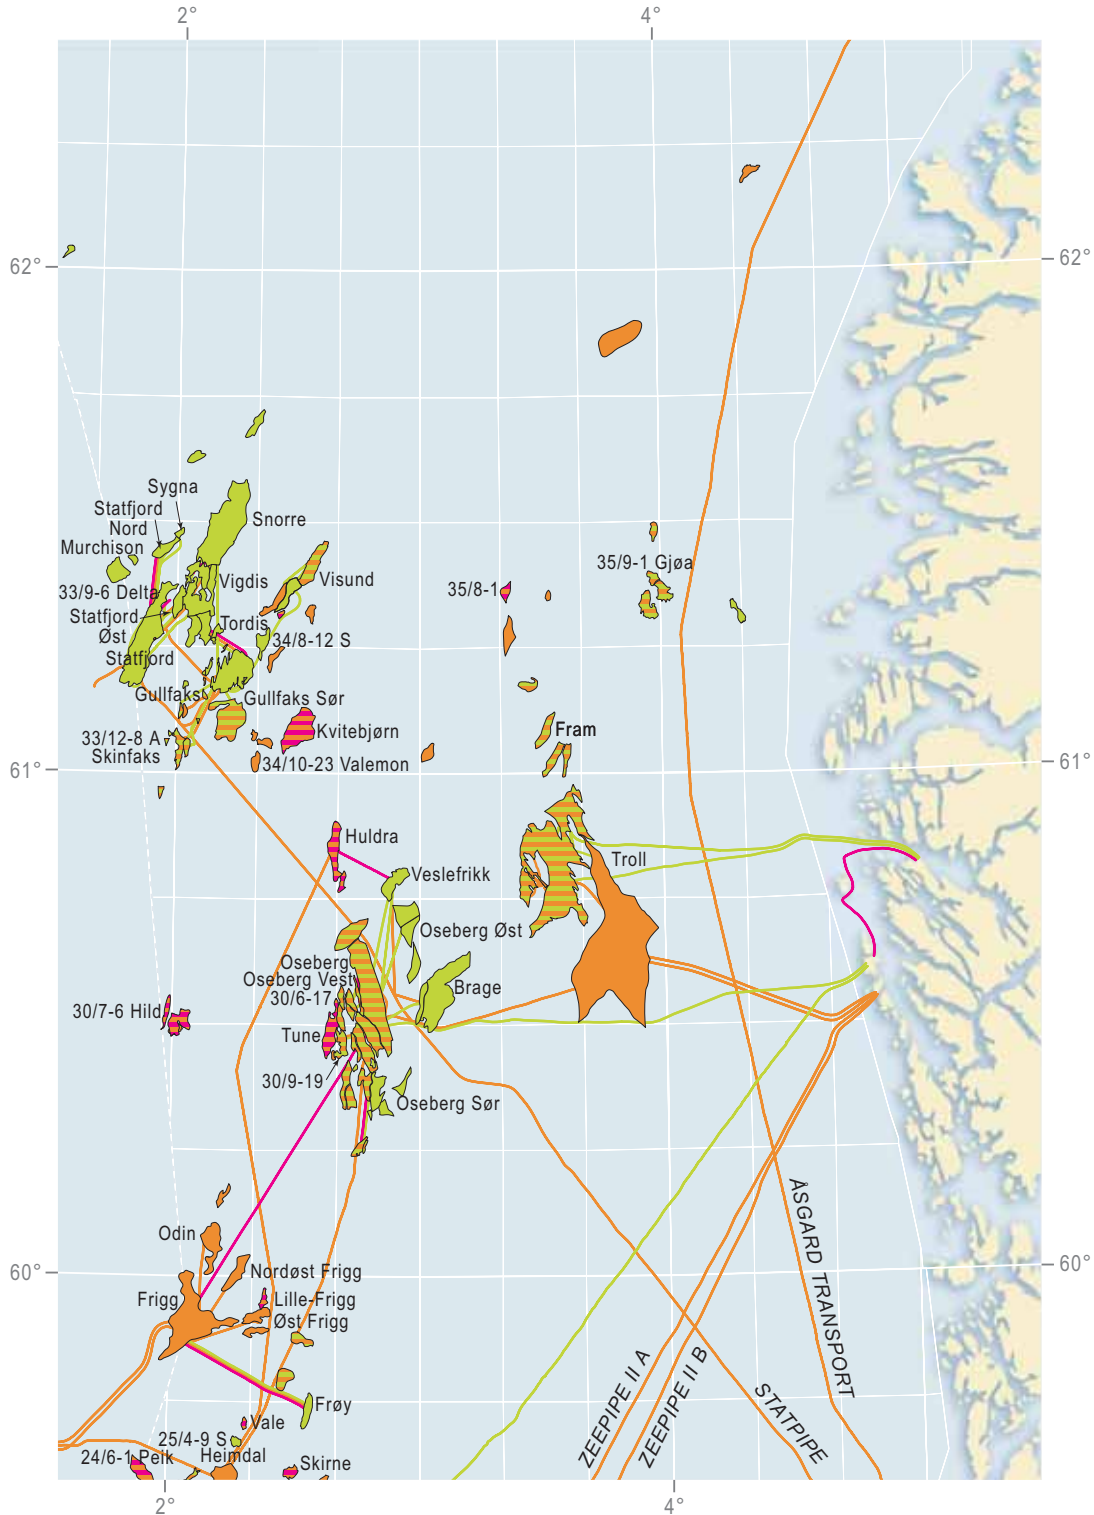 2°
4°
62°
62°
Sygna
Statfjord
Nord
Snorre
Murchison
35/9-1 Gjøa
Vigdis
Visund
33/9-6 Delta
35/8-1
Statfjord
Øst
Tordis
34/8-12 S
Statfjord
Gullfaks
Gullfaks Sør
Kvitebjørn
Fram
33/12-8 A
Skinfaks
34/10-23 Valemon
61°
61°
Huldra
Troll
Veslefrikk
Oseberg Øst
Oseberg
Oseberg Vest
30/6-17
Brage
30/7-6 Hild
Tune
30/9-19
Oseberg Sør
ÅSGARD TRANSPORT
Odin
60°
60°
Nordøst Frigg
Frigg
Lille-Frigg
Øst Frigg
ZEEPIPE II A
ZEEPIPE II B
STATPIPE
Frøy
Vale
25/4-9 S
24/6-1 Peik
Heimdal
Skirne
2°
4°